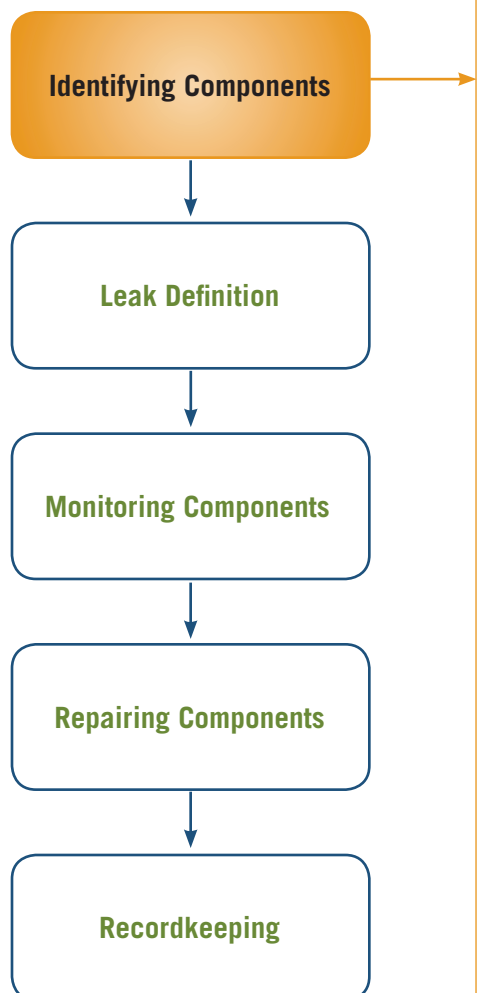 Identifying Components
Leak Definition
Monitoring Components
Repairing Components
Recordkeeping